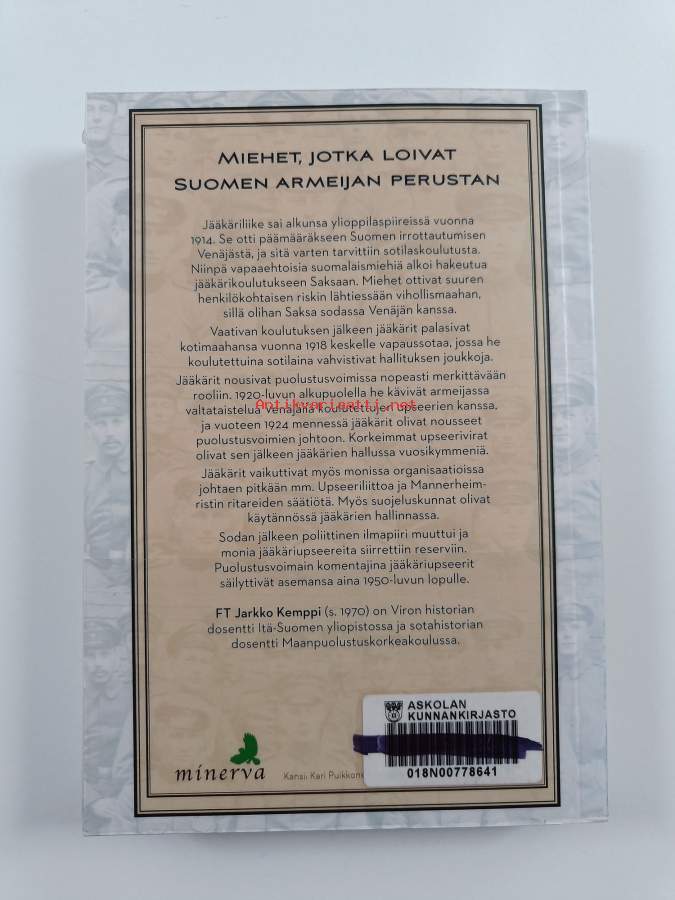 MIEHET, JOTKA LOIVAT
SUOMEN ARMEIJAN PERUSTAN
Jääkäriliike sai alkunsa ylioppilaspiireissä vuonna
1914. Se otti päämääräkseen Suomen irrottautumisen
Venäjästä, ja sitä varten tarvittiin sotilaskoulutusta.
Niinpä vapaaehtoisia suomalaismiehiä alkoi hakeutua
jääkärikoulutukseen Saksaan. Miehet ottivat suuren
henkilökohtaisen riskin lähtiessään vihollismaahan,
sillä olihan Saksa sodassa Venäjän kanssa.
Vaativan koulutuksen jälkeen jääkärit palasivat
kotimaahansa vuonna 1918 keskelle vapaussotaa, jossa he
koulutettuina sotilaina vahvistivat hallituksen joukkoja.
Jääkärit nousivat puolustusvoimissa nopeasti merkittävään
rooliin. 1920-luvun alkupuolella he kävivät armeijassa
valtataistelua Venäjällä koulutettujen upseerien kanssa,
Antikvariaatti.net
ja vuoteen 1924 mennessä jääkärit olivat nousseet
puolustusvoimien johtoon. Korkeimmat upseerivirat
olivat sen jälkeen jääkärien hallussa vuosikymmeniä.
Jääkärit vaikuttivat myös monissa organisaatioissa
johtaen pitkään mm. Upseeriliittoa ja Mannerheim-
ristin ritareiden säätiötä. Myös suojeluskunnat olivat
käytännössä jääkärien hallinnassa.
Sodan jälkeen poliittinen ilmapiiri muuttui ja
monia jääkäriupseereita siirrettiin reserviin.
Puolustusvoimain komentajina jääkäriupseerit
säilyttivät asemansa aina 1950-luvun lopulle.
FT Jarkko Kemppi (s. 1970) on Viron historian
dosentti Itä-Suomen yliopistossa ja sotahistorian
dosentti Maanpuolustuskorkeakoulussa.
ASKOLAN
KUNNANKIRJASTO
018N00778641
minerva
Kansi: Kari Puikkone